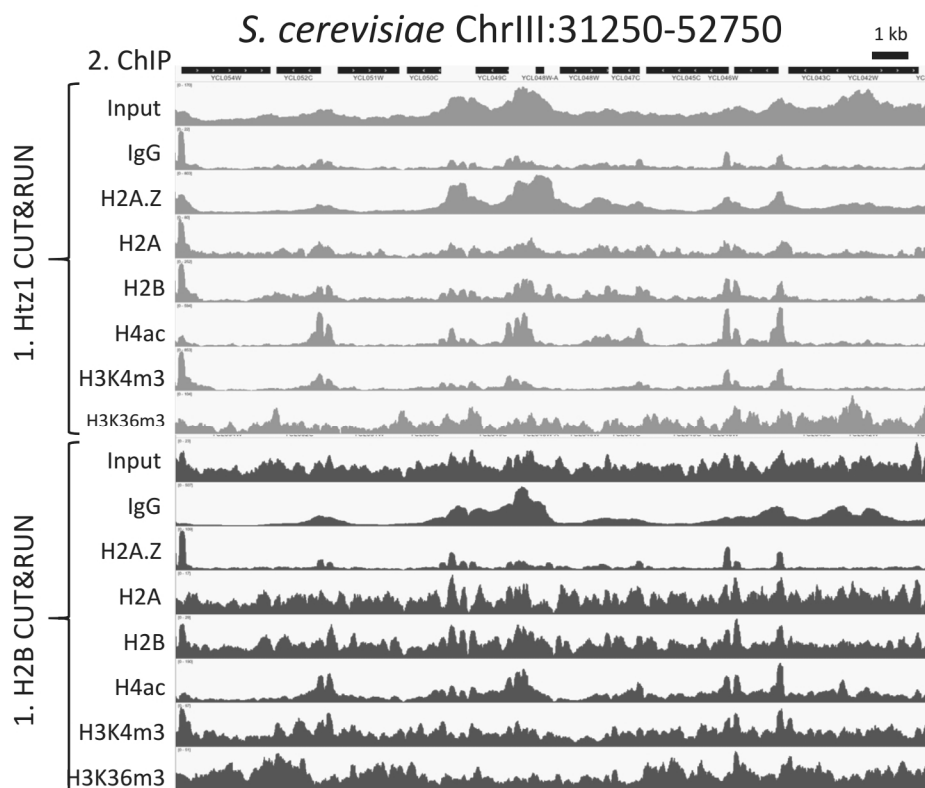 S. cerevisiae ChrIII:31250-52750
1 kb
2. ChIP
YCL054W YCL052C YCL051W YCL050C YCL049C YCL048W-A YCL048W YCL047C YCL045C YCL046W YCL043C YCL042W
1. Htz1 CUT&RUN
Input
IgG
H2A.Z
H2A
H2B
H4ac
H3K4m3
H3K36m3
1. H2B CUT&RUN
Input
IgG
H2A.Z
H2A
H2B
H4ac
H3K4m3
H3K36m3